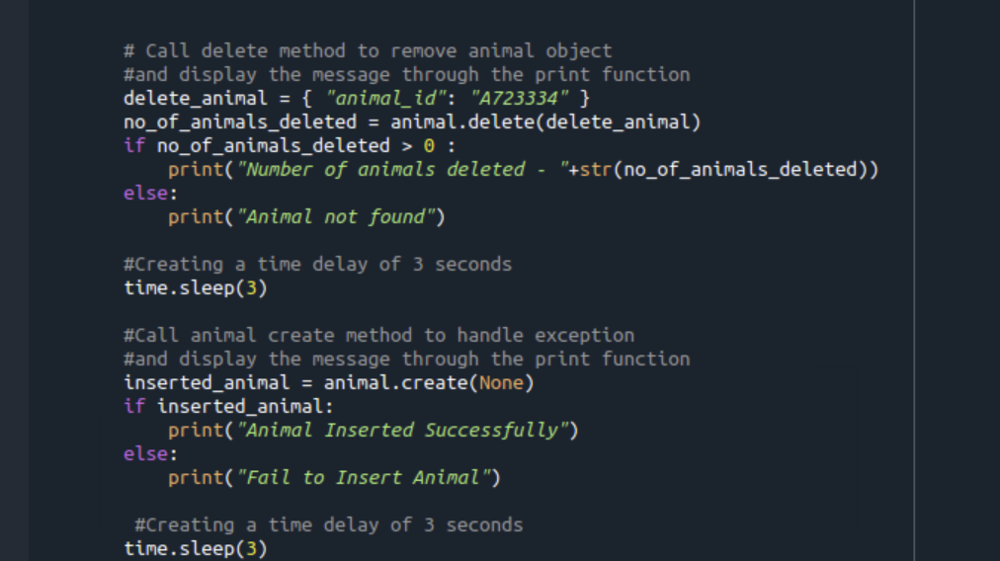 # Call delete method to remove animal object
#and display the message through the print function
delete_animal = { "animal_id": "A723334" }
no_of_animals_deleted = animal.delete(delete_animal)
if no_of_animals_deleted > 0 :
    print("Number of animals deleted - "+str(no_of_animals_deleted))
else:
    print("Animal not found")

#Creating a time delay of 3 seconds
time.sleep(3)

#Call animal create method to handle exception
#and display the message through the print function
inserted_animal = animal.create(None)
if inserted_animal:
    print("Animal Inserted Successfully")
else:
    print("Fail to Insert Animal")

 #Creating a time delay of 3 seconds
time.sleep(3)